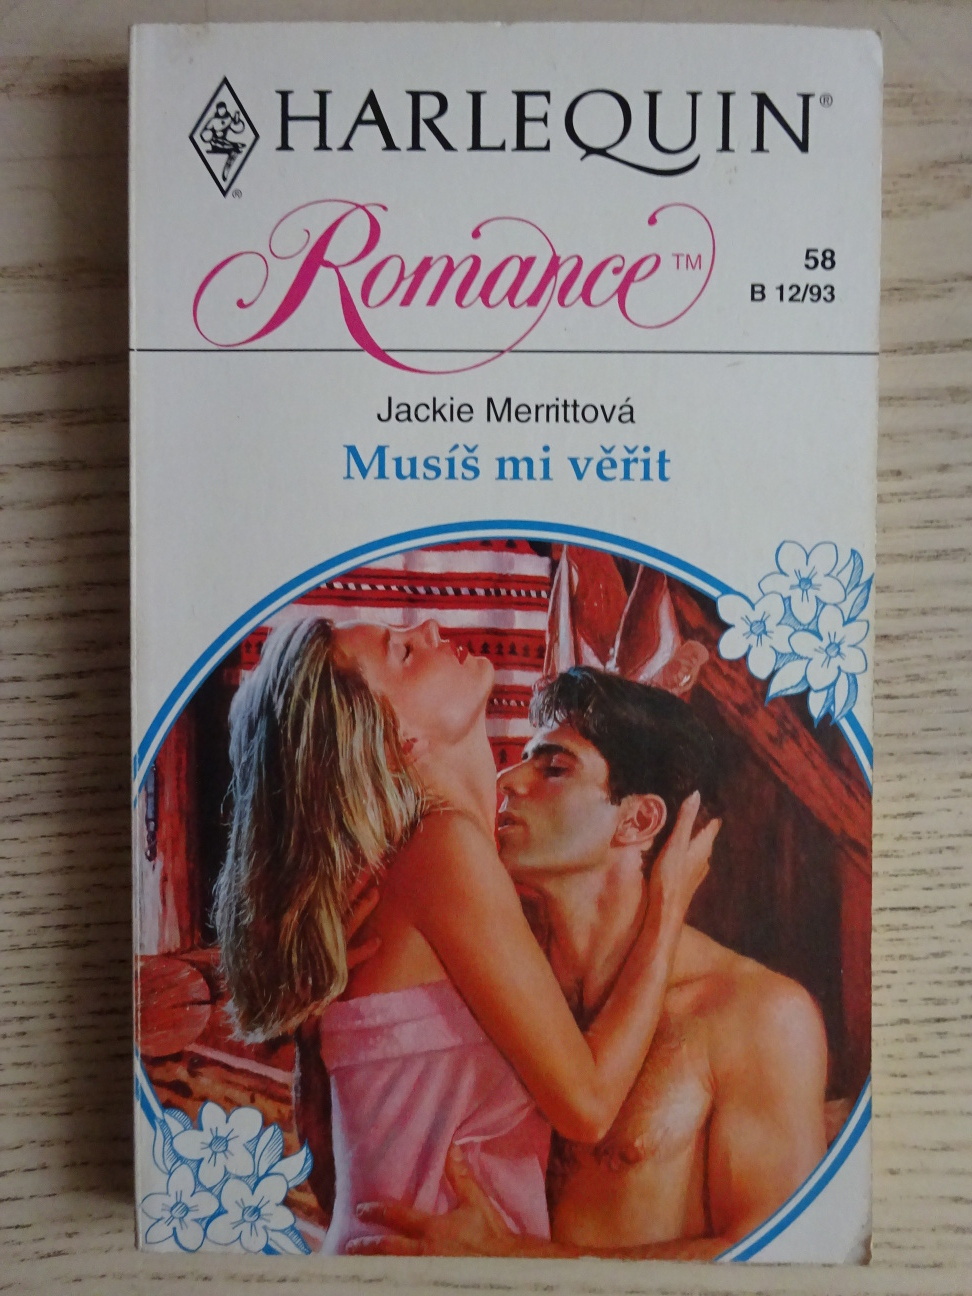 HARLEQUIN®
®
Romance™
58
B 12/93
Jackie Merrittová
Musíš mi věřit